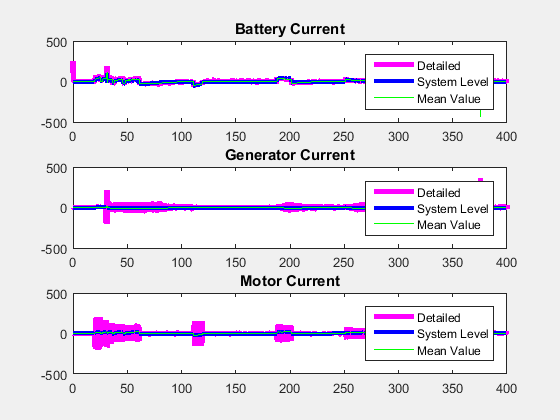 Battery Current
500
0
-500
Detailed
System Level
Mean Value
0 50 100 150 200 250 300 350 400
Generator Current
500
0
-500
Detailed
System Level
Mean Value
0 50 100 150 200 250 300 350 400
Motor Current
500
0
-500
Detailed
System Level
Mean Value
0 50 100 150 200 250 300 350 400